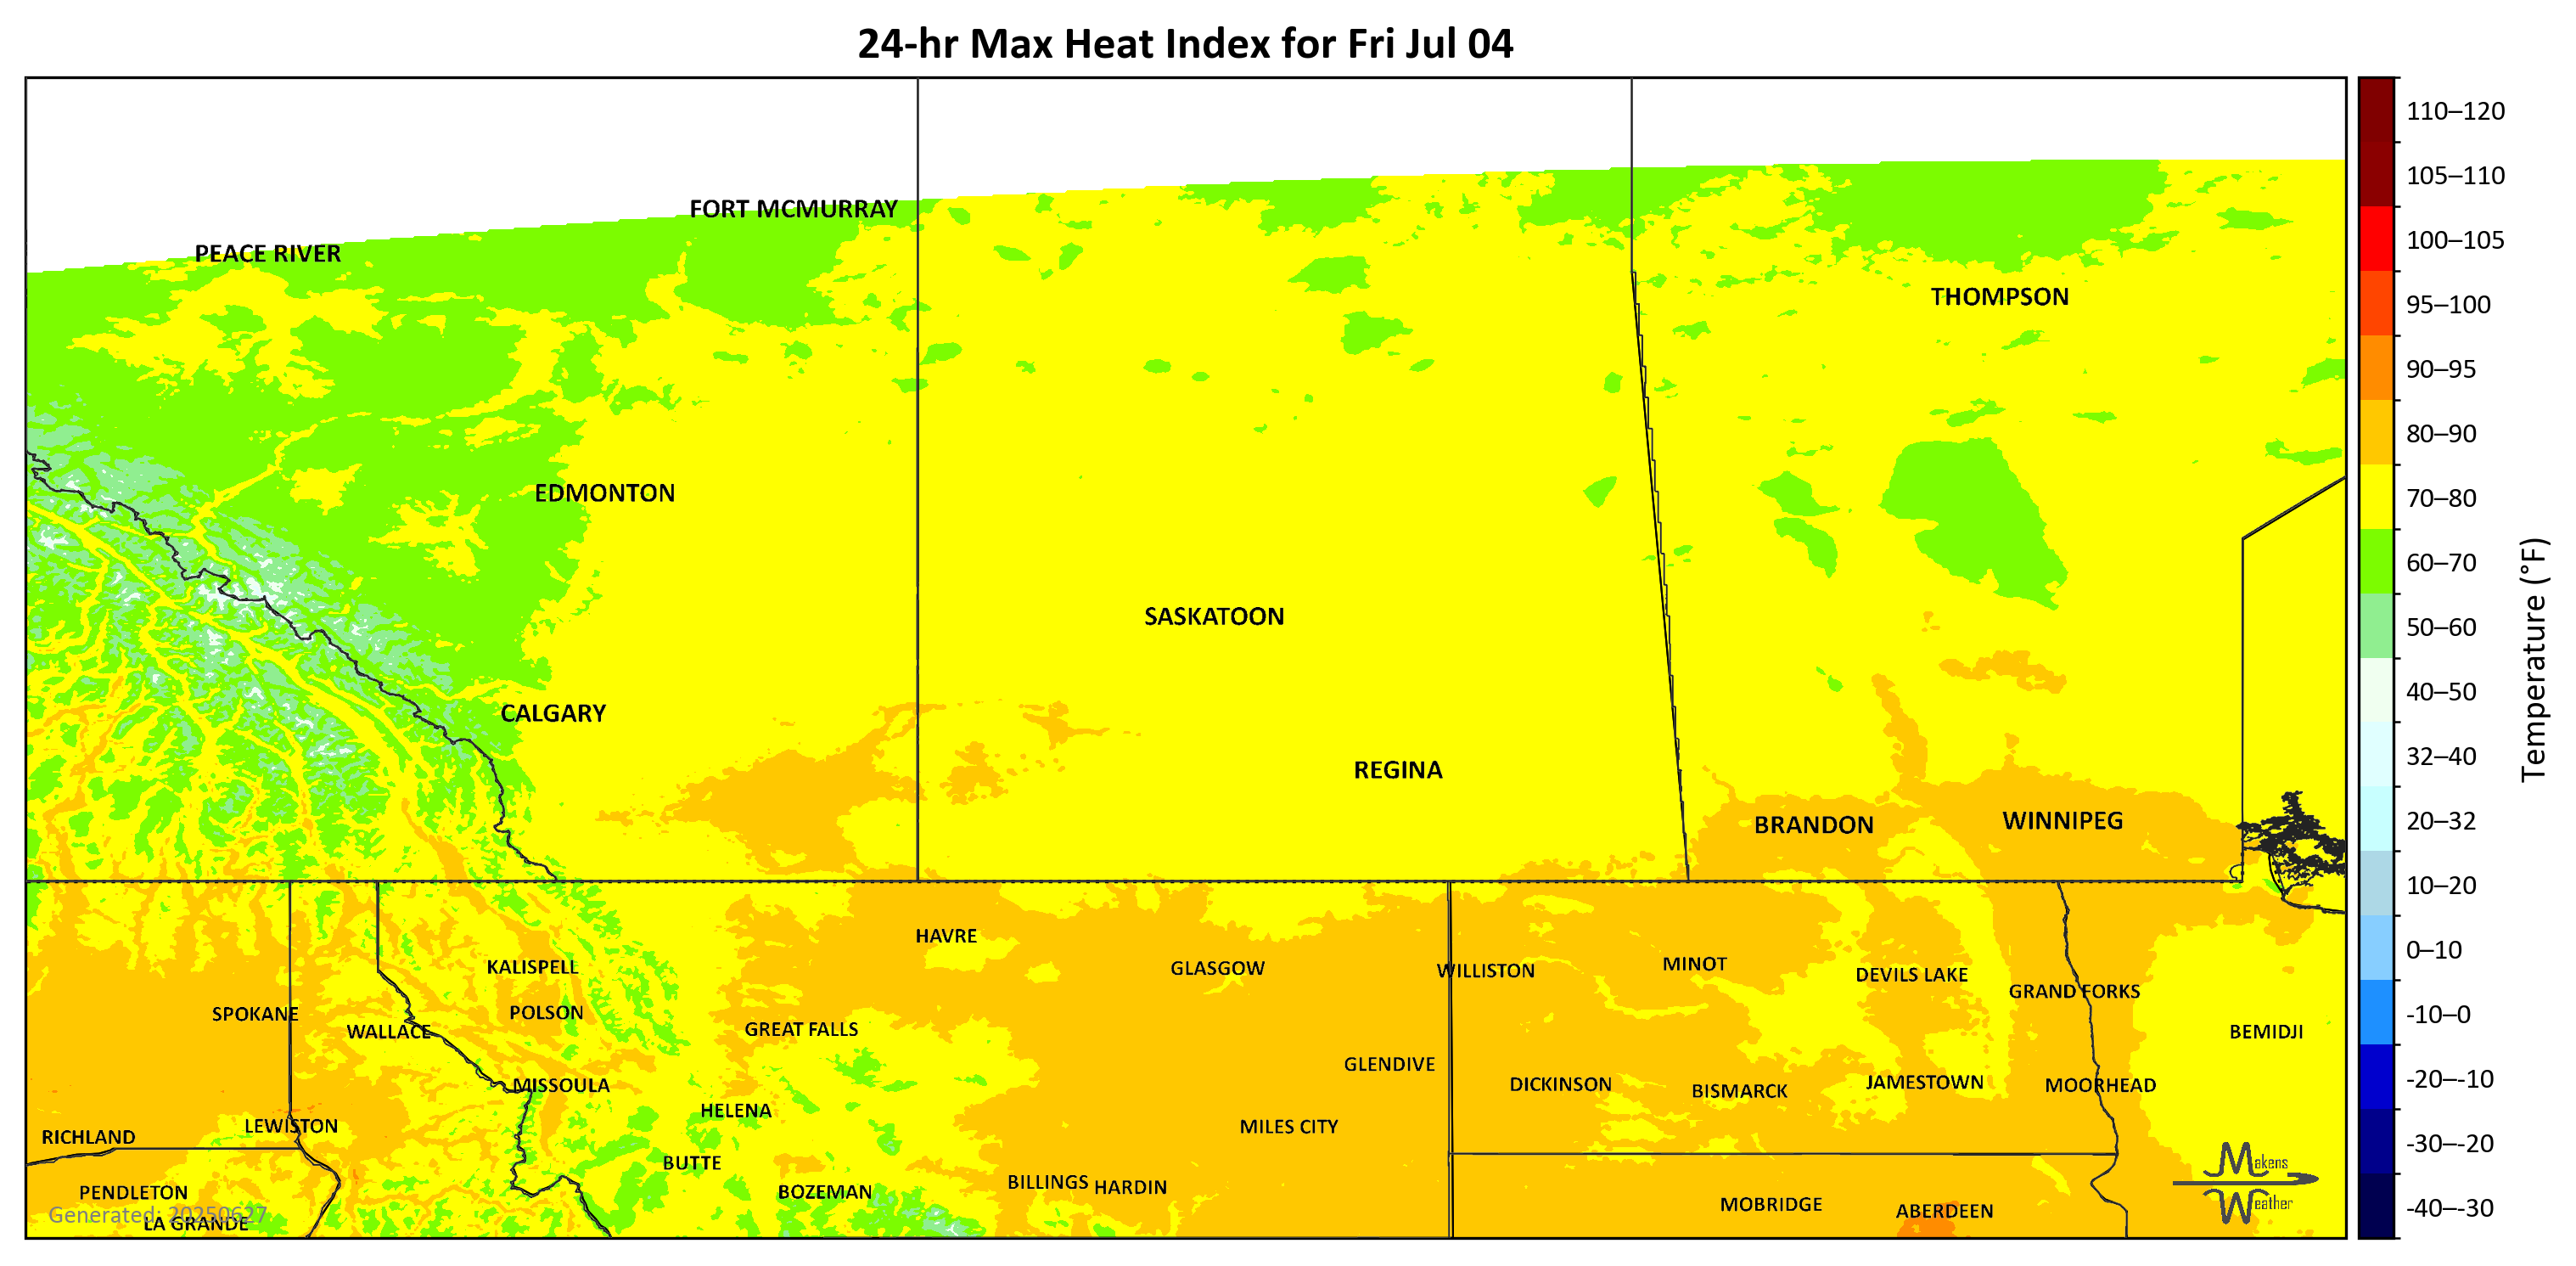 24-hr Max Heat Index for Fri Jul 04
FORT MCMURRAY
PEACE RIVER
THOMPSON
EDMONTON
SASKATOON
CALGARY
REGINA
BRANDON
WINNIPEG
HAVRE
KALISPELL
GLASGOW
WILLISTON
MINOT
DEVILS LAKE
GRAND FORKS
SPOKANE
POLSON
WALLACE
GREAT FALLS
BEMIDJI
GLENDIVE
MISSOULA
DICKINSON
BISMARCK
JAMESTOWN
MOORHEAD
HELENA
LEWISTON
MILES CITY
RICHLAND
BUTTE
BILLINGS
HARDIN
PENDLETON
BOZEMAN
MOBRIDGE
ABERDEEN
Generated: 20250627
LA GRANDE
Makens
Weather
110–120
105–110
100–105
95–100
90–95
80–90
70–80
60–70
50–60
40–50
32–40
20–32
10–20
0–10
-10–0
-20–-10
-30–-20
-40–-30
Temperature (°F)